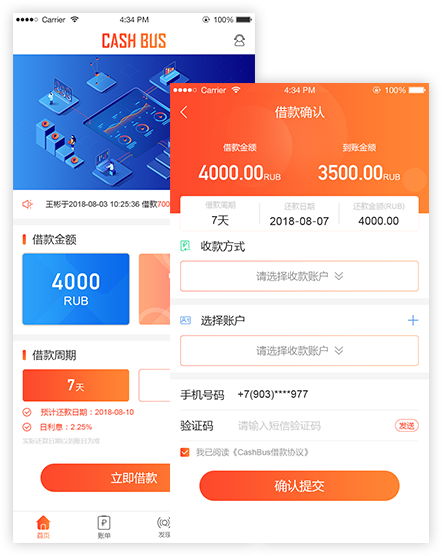 Carrier 4:34 PM 100%
CASH BUS
王彬于2018-08-03 10:25:36 借款700
借款金额
4000
RUB
借款周期
7天
预计还款日期：2018-08-10
日利息：2.25%
实际还款日期以到账日为准
立即借款
首页
账单
发现
Carrier 4:34 PM 100%
借款确认
借款金额
到账金额
4000.00RUB
3500.00RUB
借款周期
还款日期
还款金额(RUB)
7天
2018-08-07
4000.00
收款方式
请选择收款账户
选择账户
请选择收款账户
手机号码 +7(903)****977
验证码 请输入短信验证码 发送
我已阅读《CashBus借款协议》
确认提交